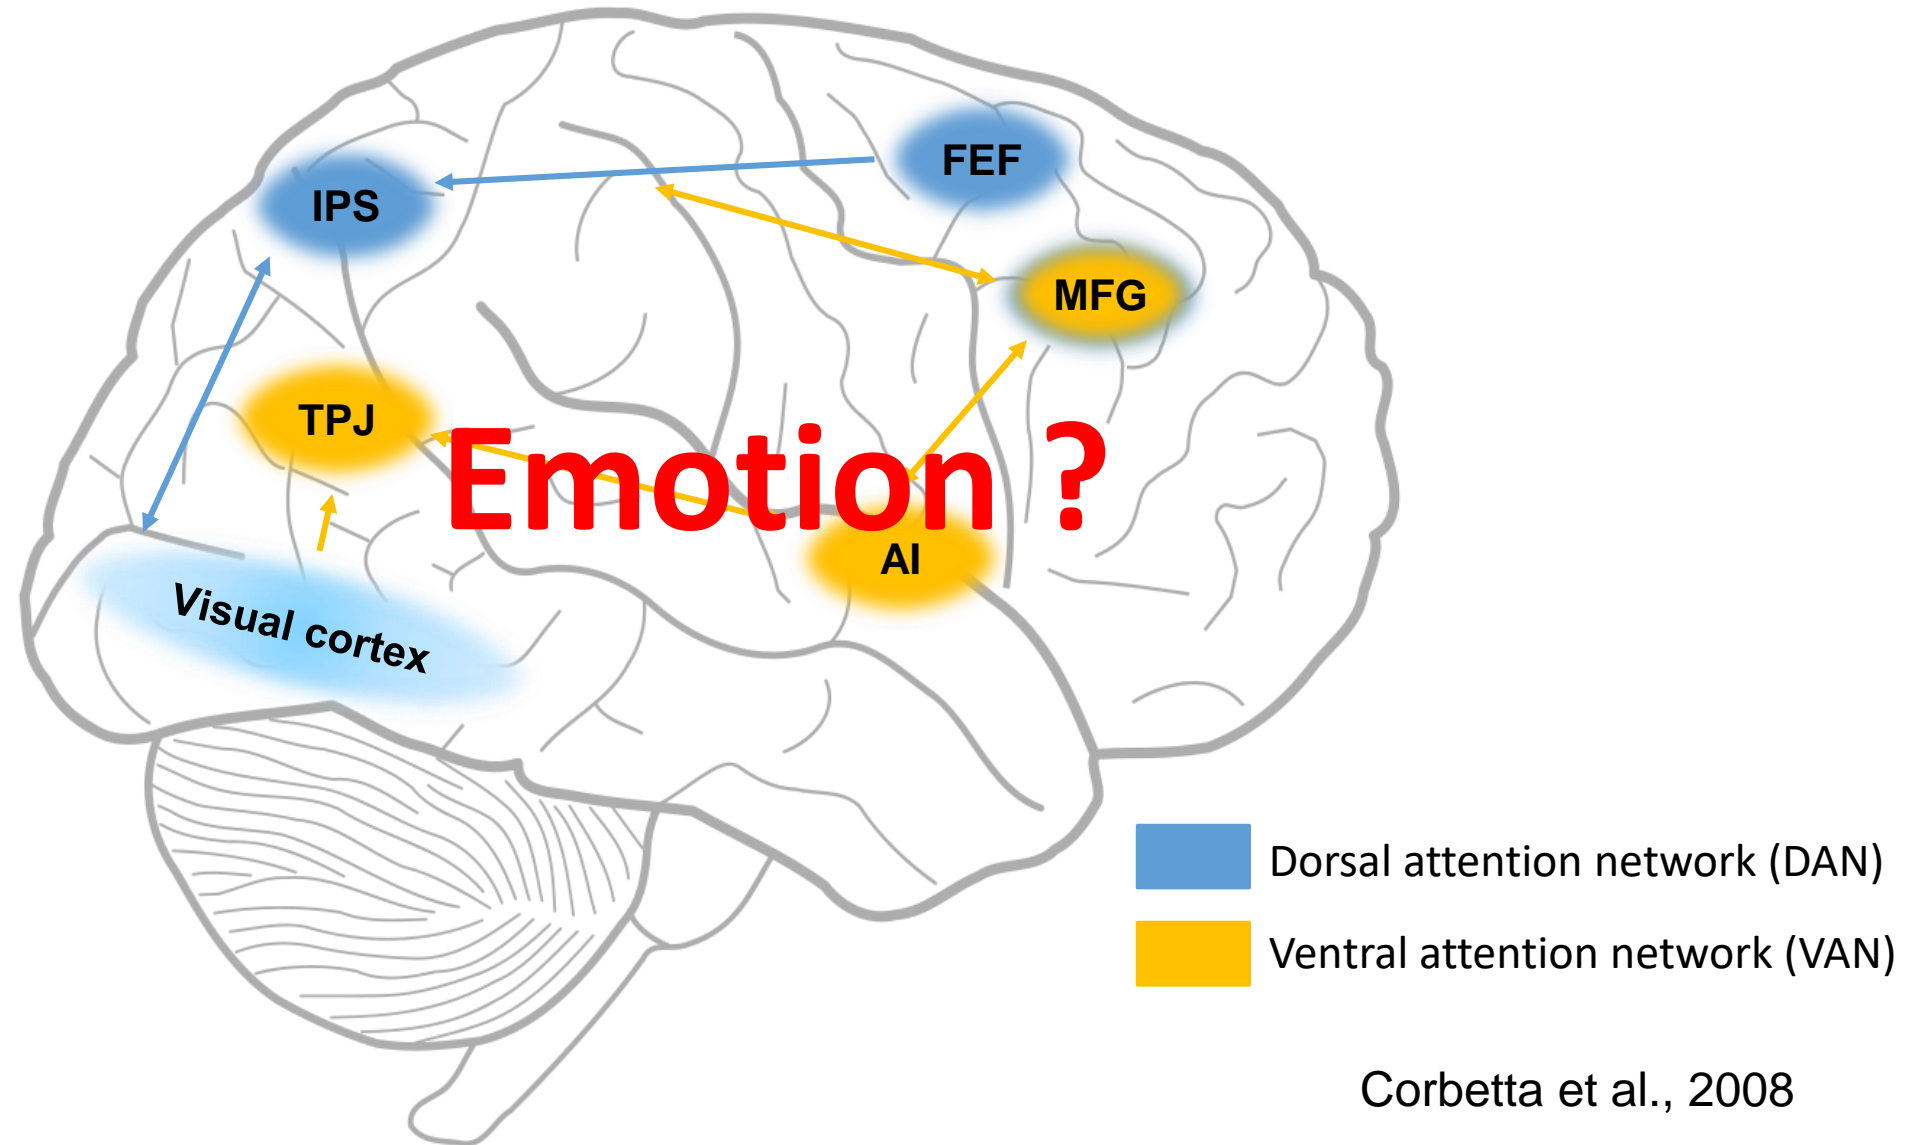 FEF
IPS
MFG
TPJ
Emotion ?
AI
Visual cortex
Dorsal attention network (DAN)
Ventral attention network (VAN)
Corbetta et al., 2008